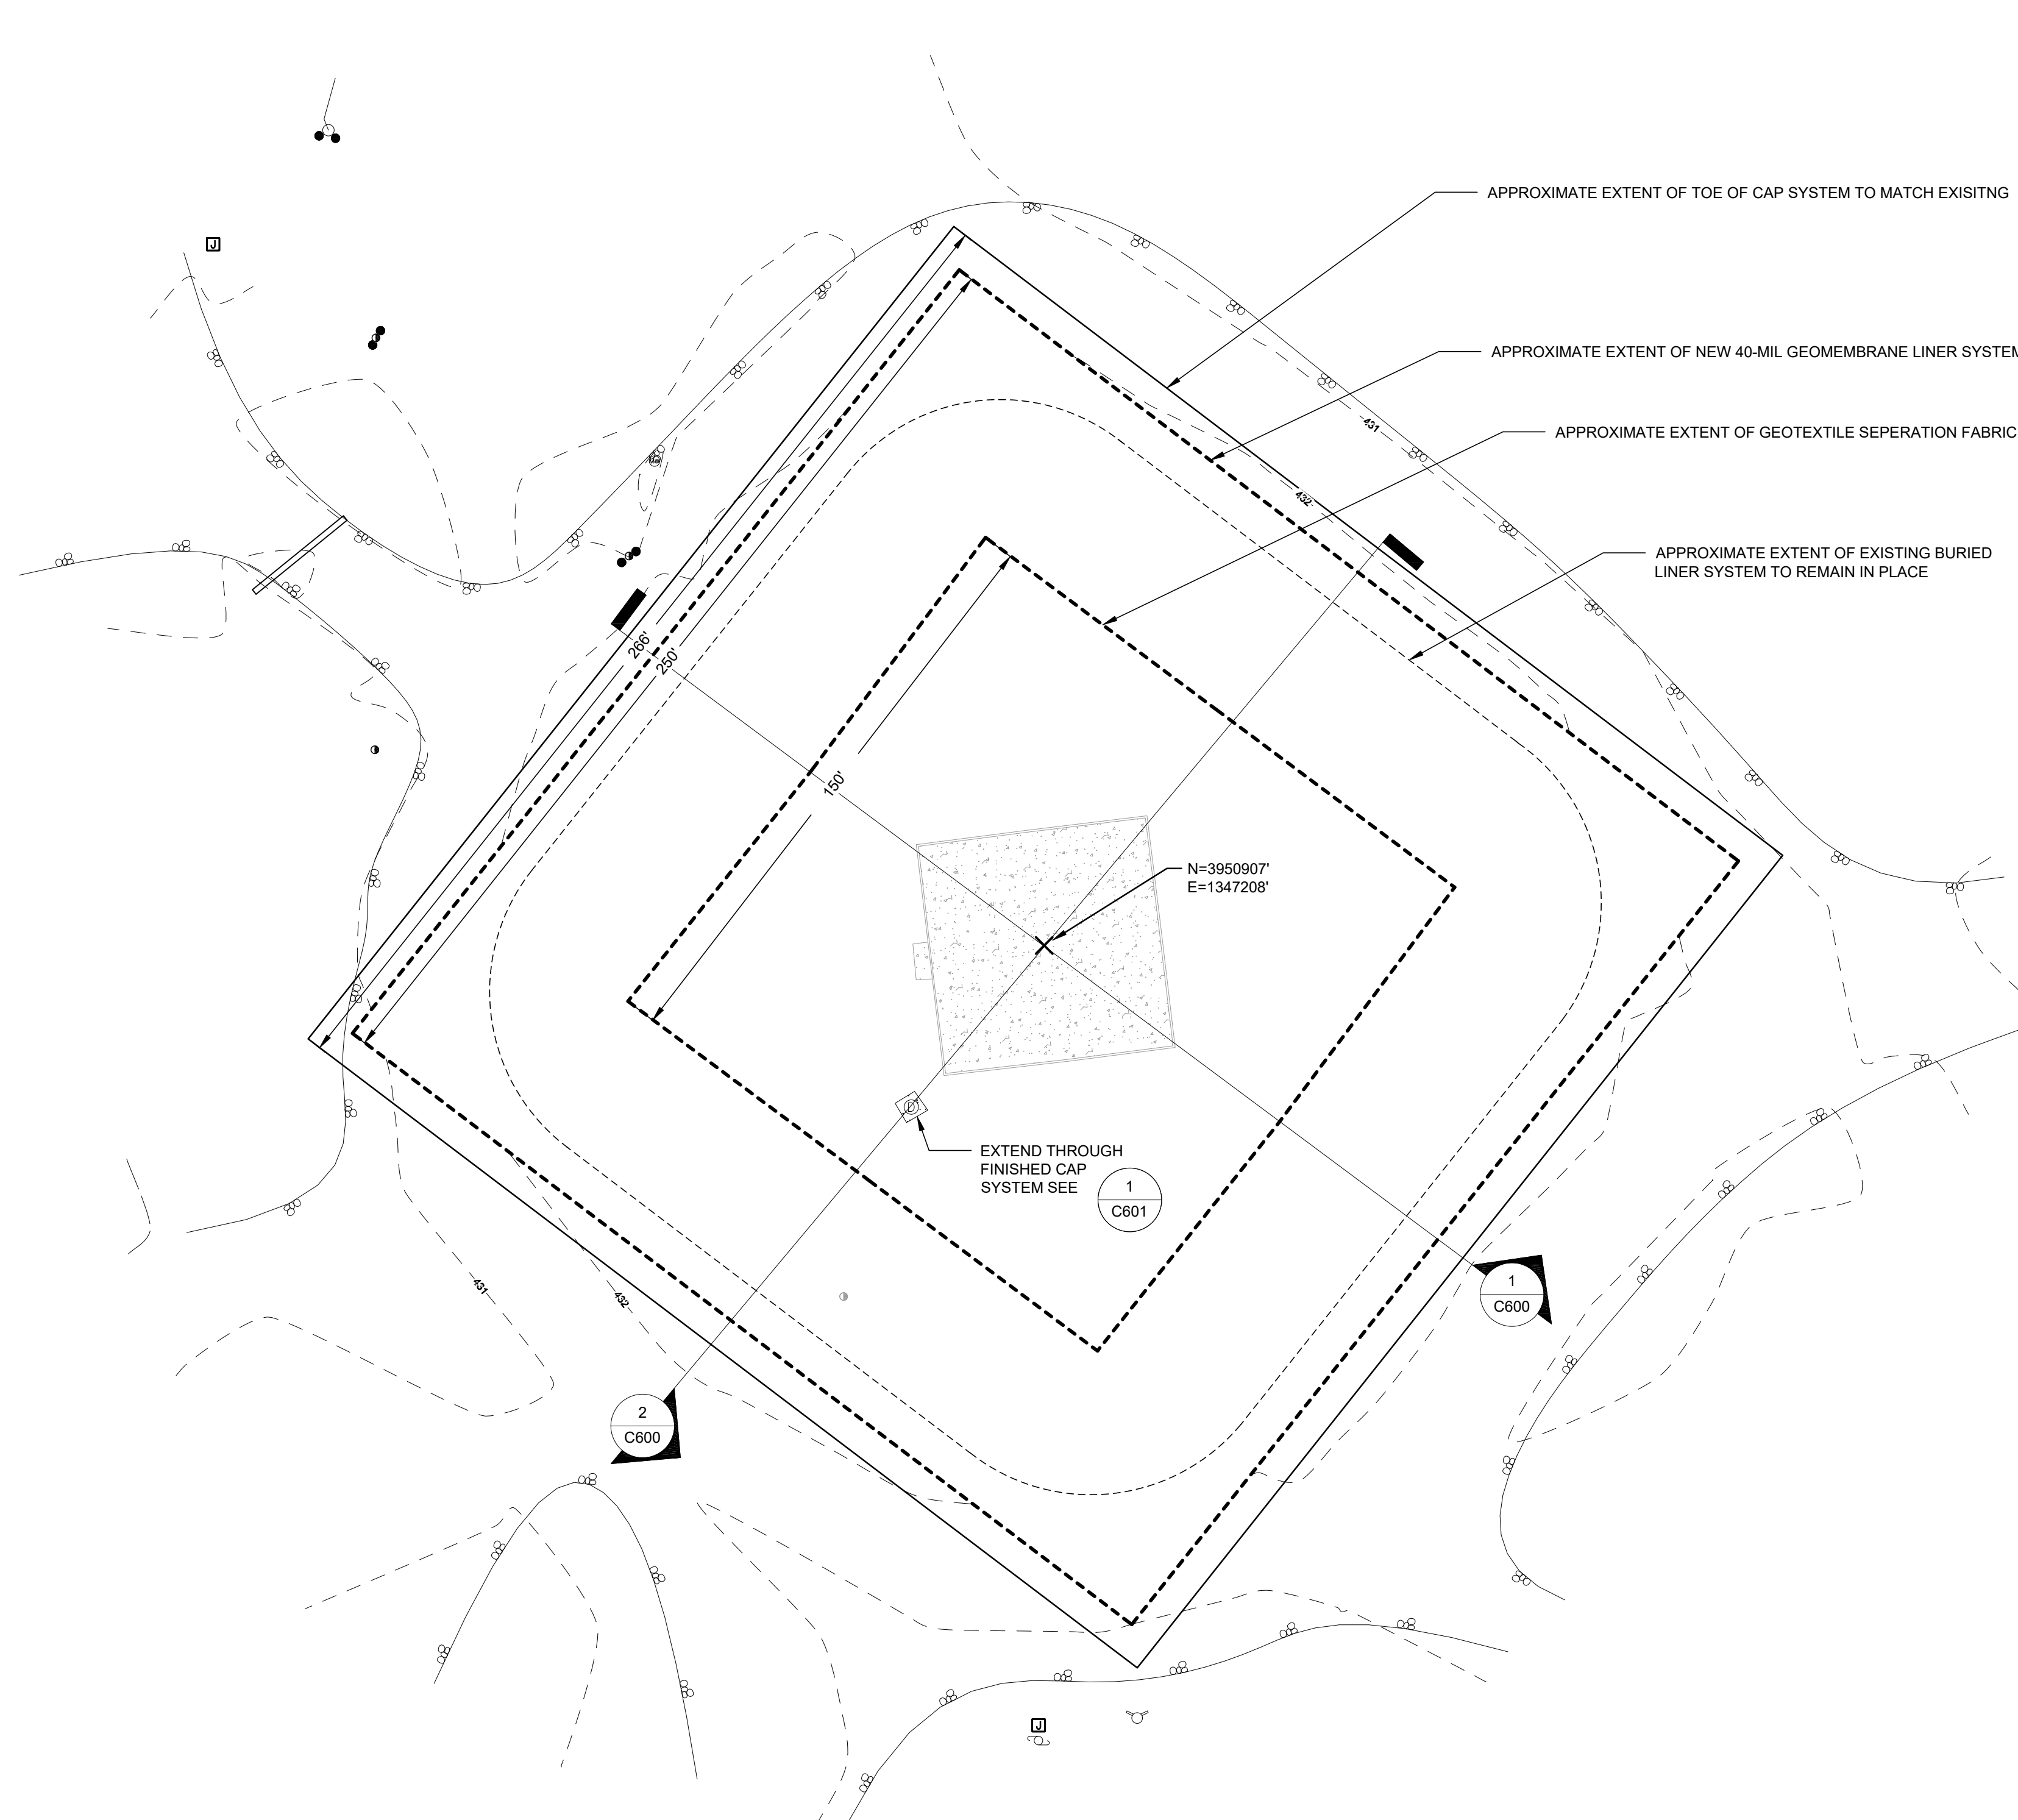 J
APPROXIMATE EXTENT OF TOE OF CAP SYSTEM TO MATCH EXISITNG
APPROXIMATE EXTENT OF NEW 40-MIL GEOMEMBRANE LINER SYSTEM
431
APPROXIMATE EXTENT OF GEOTEXTILE SEPERATION FABRIC
432
APPROXIMATE EXTENT OF EXISTING BURIED
LINER SYSTEM TO REMAIN IN PLACE
266'
250'
150'
N=3950907'
E=1347208'
D
EXTEND THROUGH
FINISHED CAP
SYSTEM SEE
1
C601
431
432
1
C600
2
C600
J